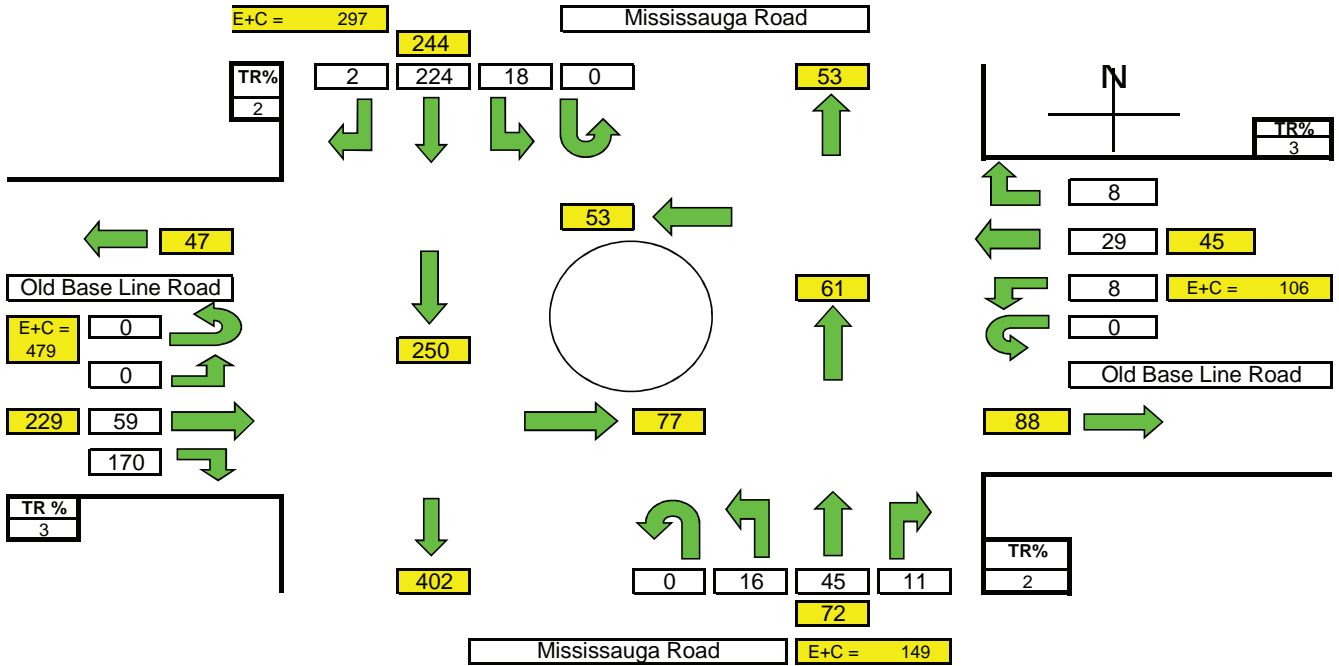 E+C = 297
Mississauga Road
244
TR%
2
2 224 18 0
53
N
TR%
3
8
53
47
29 45
Old Base Line Road
61
8 E+C = 106
E+C =
479
0
0
250
0
Old Base Line Road
229 59
77
88
170
TR %
3
TR%
2
402
0 16 45 11
72
Mississauga Road
E+C = 149